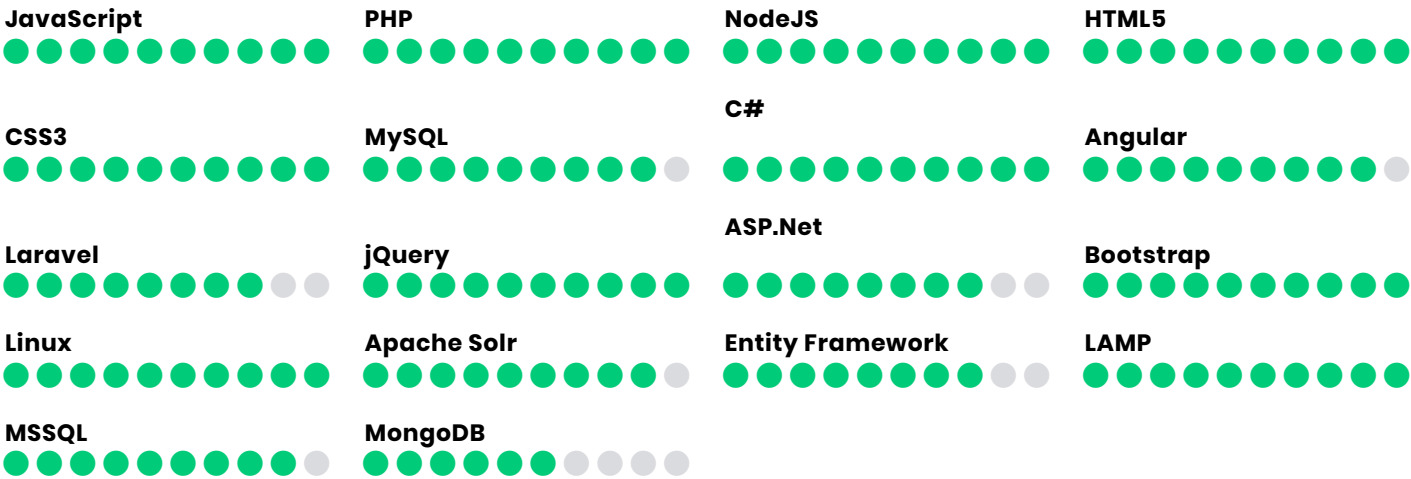 JavaScript
PHP
NodeJS
HTML5
CSS3
MySQL
C#
Angular
Laravel
jQuery
ASP.Net
Bootstrap
Linux
Apache Solr
Entity Framework
LAMP
MSSQL
MongoDB